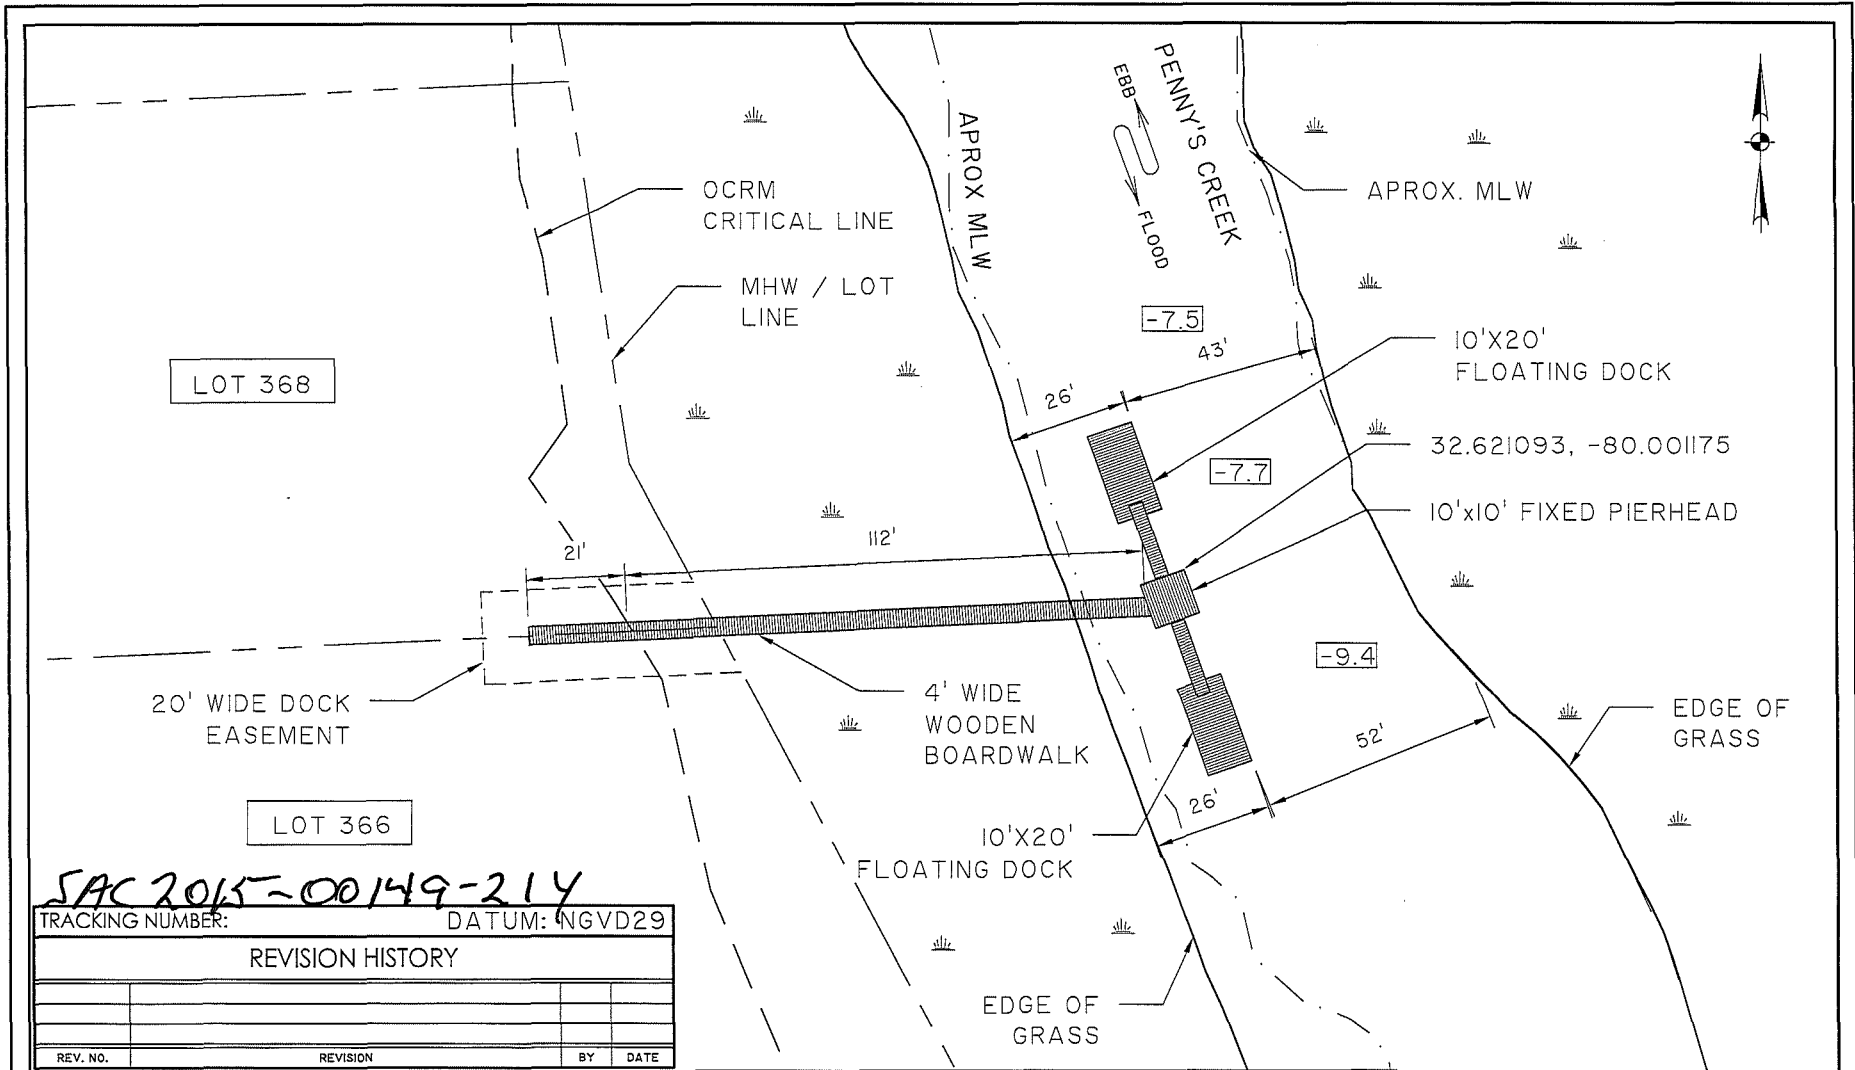 EBB
PENNY'S CREEK
FLOOD
APROX MLW
APROX. MLW
OCRM
CRITICAL LINE
MHW / LOT
LINE
LOT 368
-7.5
43'
26'
10'X20'
FLOATING DOCK
-7.7
32.621093, -80.001175
10'x10' FIXED PIERHEAD
21'
112'
-9.4
20' WIDE DOCK
EASEMENT
4' WIDE
WOODEN
BOARDWALK
EDGE OF
GRASS
52'
26'
LOT 366
10'X20'
FLOATING DOCK
EDGE OF
GRASS
SAC 2015-00149-21Y
TRACKING NUMBER: DATUM: NGVD29
REVISION HISTORY
REV. NO. REVISION BY DATE